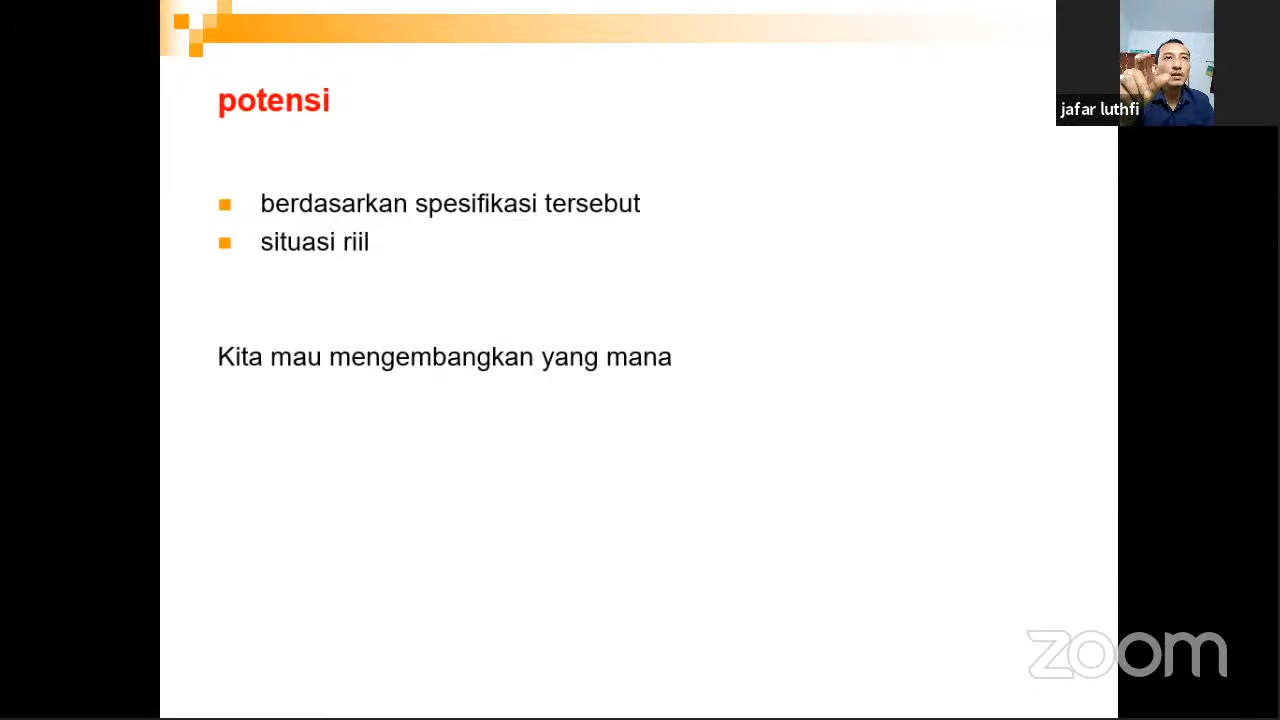 potensi
jafar luthfi
berdasarkan spesifikasi tersebut
situasi riil
Kita mau mengembangkan yang mana
zoom